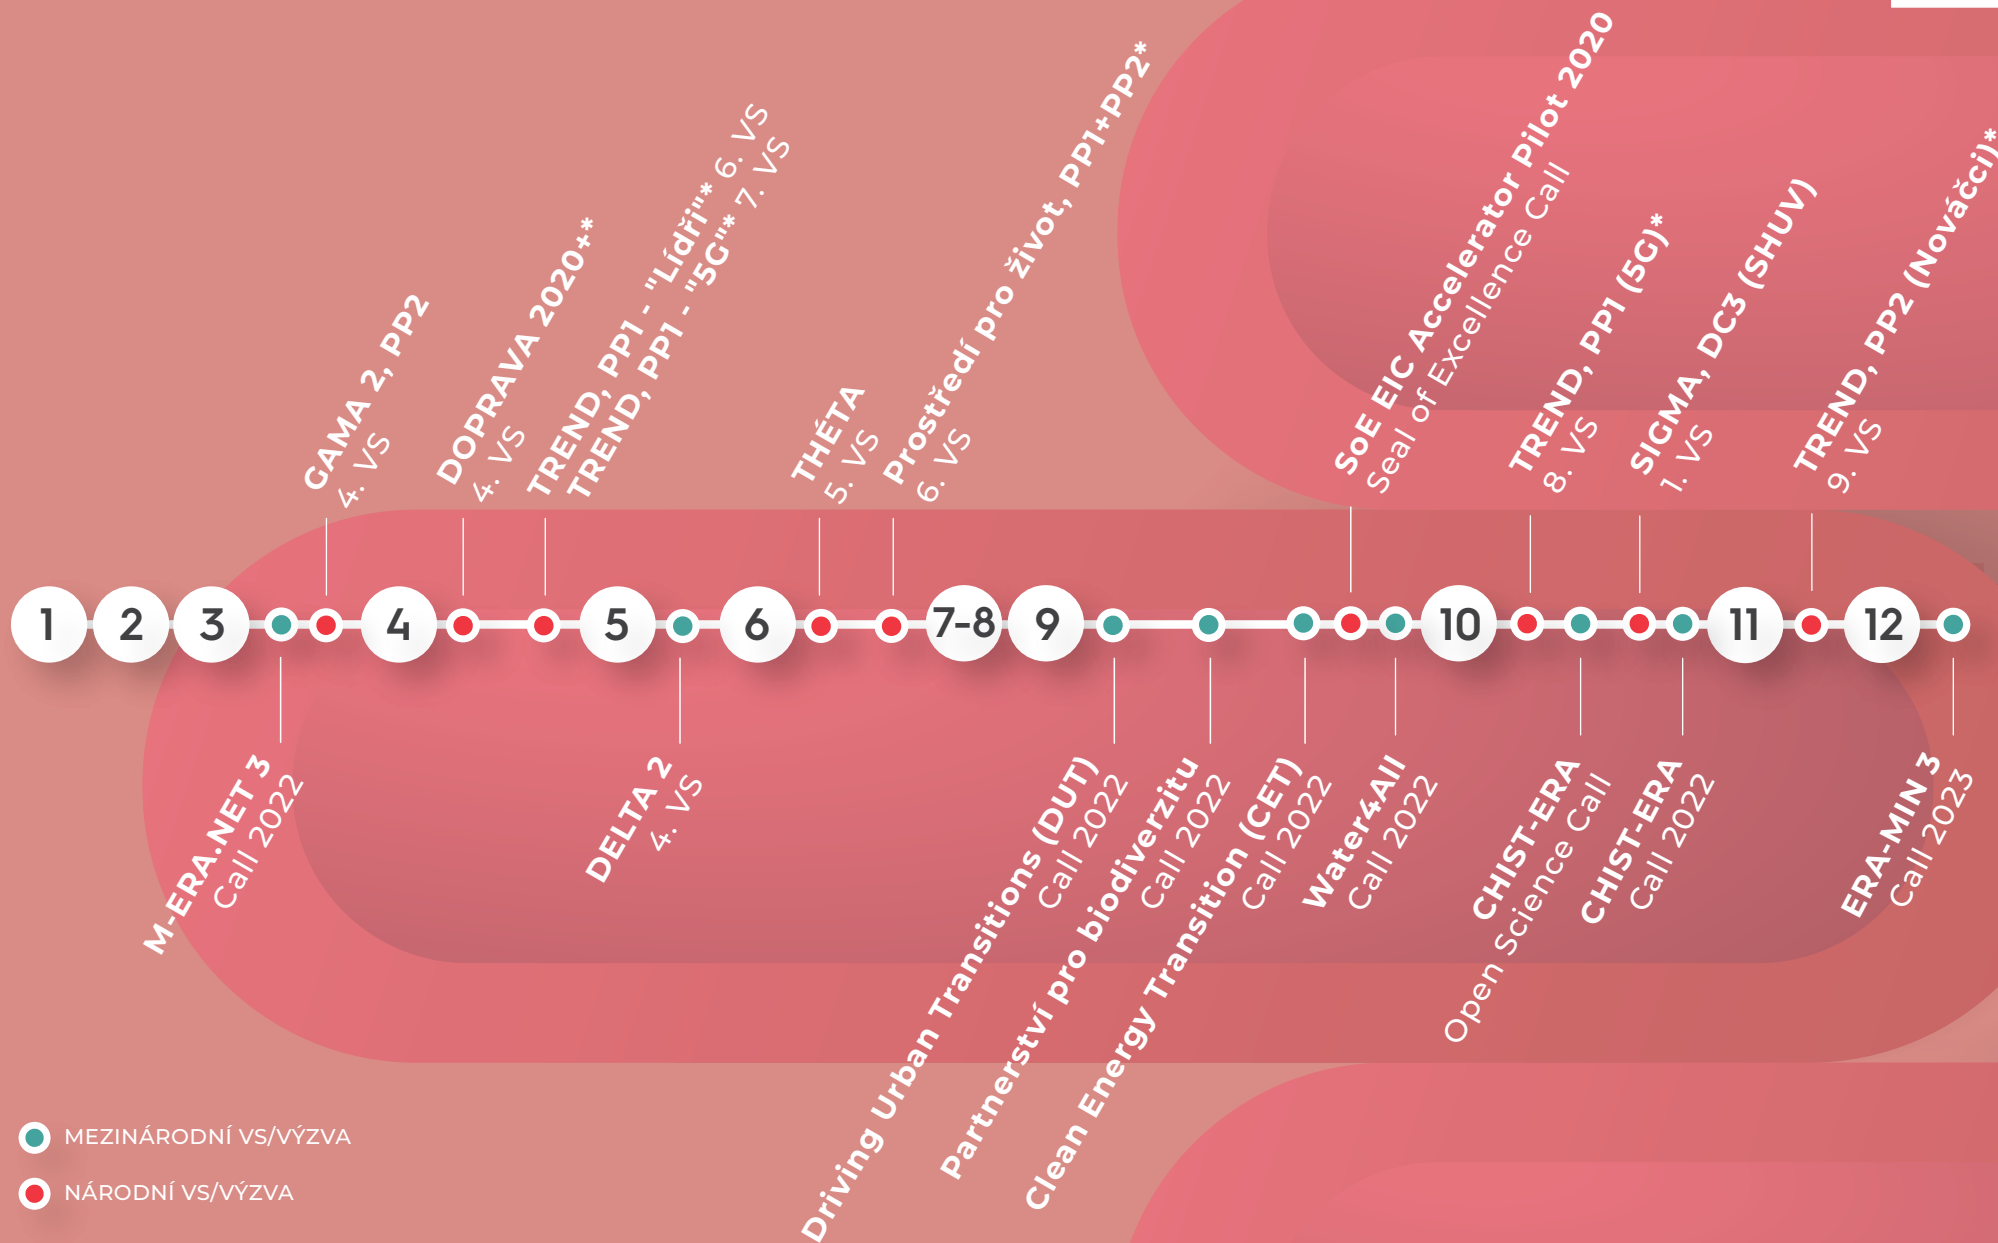 GAMA 2, PP2
4. VS
DOPRAVA 2020+*
4. VS
TREND, PP1 - "Lídři"* 6. VS
TREND, PP1 - "5G"* 7. VS
THÉTA
5. VS
Prostředí pro život, PP1+PP2*
6. VS
SoE EIC Accelerator Pilot 2020
Seal of Excellence Call
TREND, PP1 (5G)*
8. VS
SIGMA, DC3 (SHUV)
1. VS
TREND, PP2 (Nováčci)*
9. VS
1 2 3 4 5 6 7-8 9 10 11 12
M-ERA.NET 3
Call 2022
DELTA 2
4. VS
Driving Urban Transitions (DUT)
Call 2022
Partnerství pro biodiverzitu
Call 2022
Clean Energy Transition (CET)
Call 2022
Water4All
Call 2022
CHIST-ERA
Open Science Call
CHIST-ERA
Call 2022
ERA-MIN 3
Call 2023
MEZINÁRODNÍ VS/VÝZVA
NÁRODNÍ VS/VÝZVA